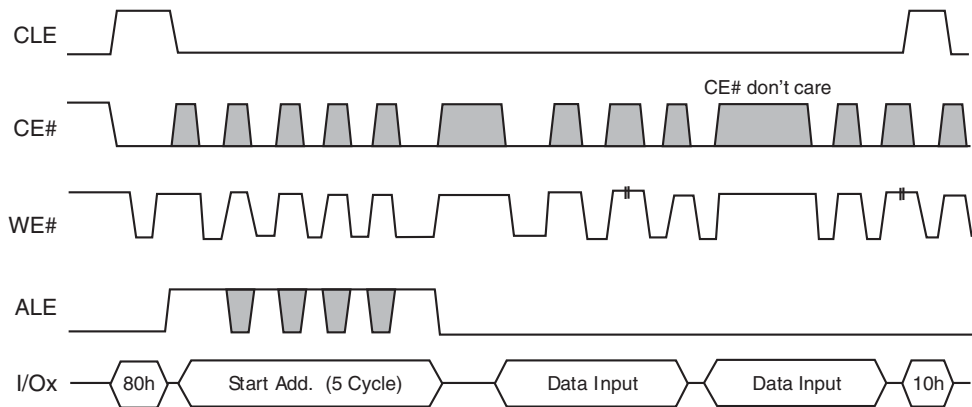 CLE
CE# don't care
CE#
WE#
ALE
I/Ox
80h
Start Add. (5 Cycle)
Data Input
Data Input
10h